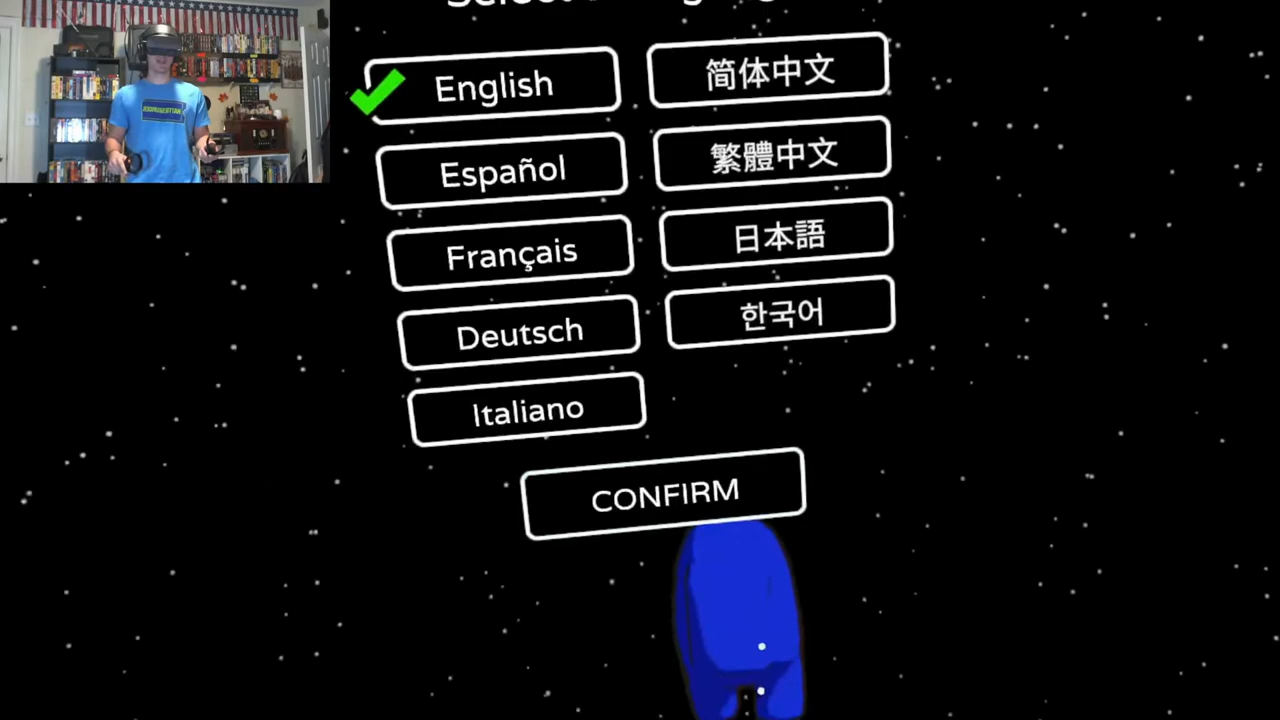 English
简体中文
Español
繁體中文
Français
日本語
Deutsch
한국어
Italiano
CONFIRM